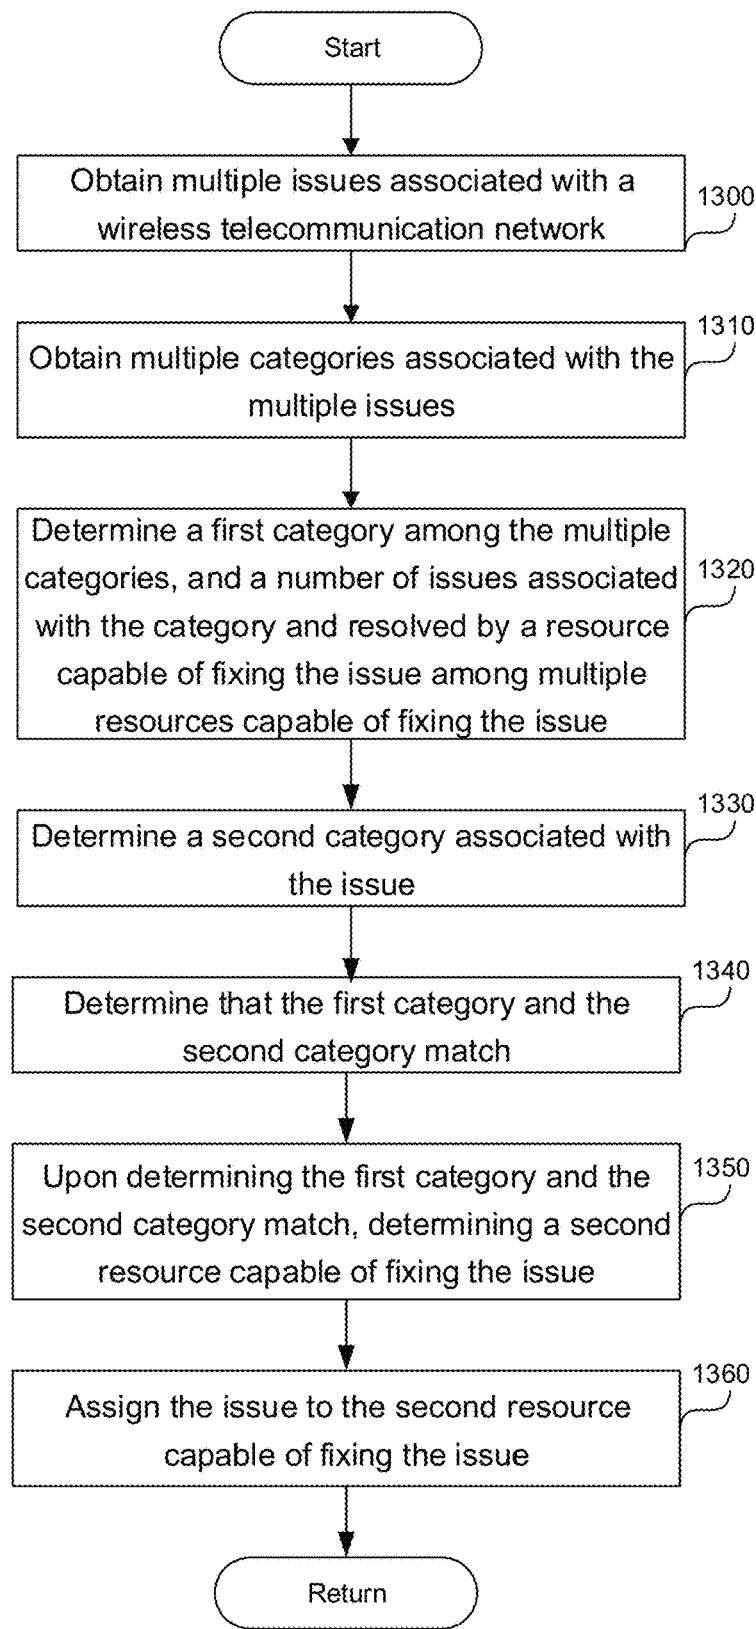 Start
Obtain multiple issues associated with a
wireless telecommunication network
1300
Obtain multiple categories associated with the
multiple issues
1310
Determine a first category among the multiple
categories, and a number of issues associated
with the category and resolved by a resource
capable of fixing the issue among multiple
resources capable of fixing the issue
1320
Determine a second category associated with
the issue
1330
Determine that the first category and the
second category match
1340
Upon determining the first category and the
second category match, determining a second
resource capable of fixing the issue
1350
Assign the issue to the second resource
capable of fixing the issue
1360
Return